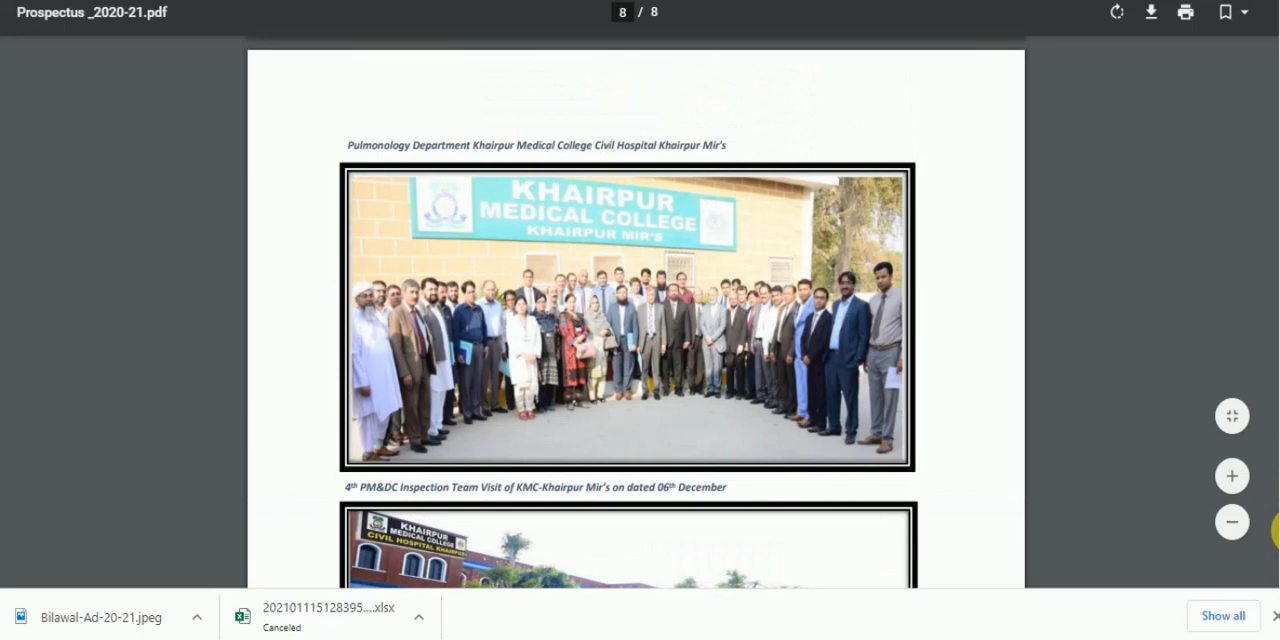 Prospectus _2020-21.pdf
8 / 8
Pulmonology Department Khairpur Medical College Civil Hospital Khairpur Mir's
KHAIRPUR
MEDICAL COLLEGE
KHAIRPUR MIR'S
4th PM&DC Inspection Team Visit of KMC-Khairpur Mir's on dated 06th December
KHAIRPUR
MEDICAL COLLEGE
CIVIL HOSPITAL KHAIRPUR
Bilawal-Ad-20-21.jpeg
202101115128395....xlsx
Canceled
Show all